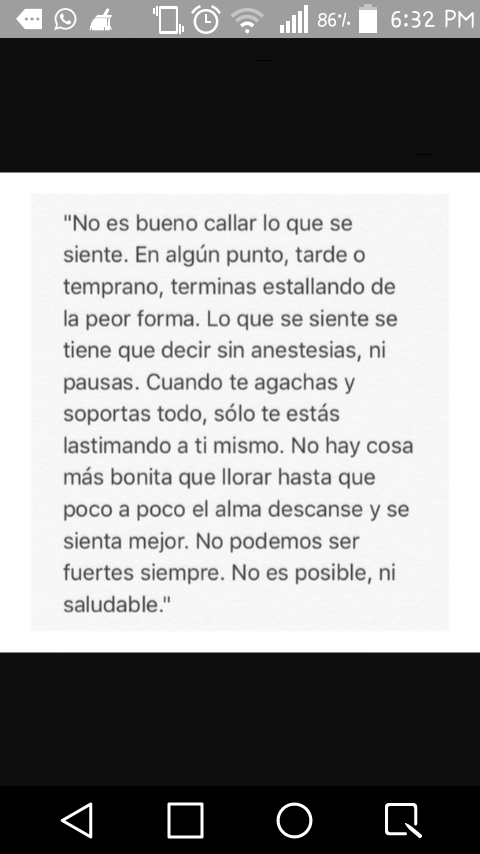 86% 6:32 PM
"No es bueno callar lo que se
siente. En algún punto, tarde o
temprano, terminas estallando de
la peor forma. Lo que se siente se
tiene que decir sin anestesias, ni
pausas. Cuando te agachas y
soportas todo, sólo te estás
lastimando a ti mismo. No hay cosa
más bonita que llorar hasta que
poco a poco el alma descanse y se
sienta mejor. No podemos ser
fuertes siempre. No es posible, ni
saludable."